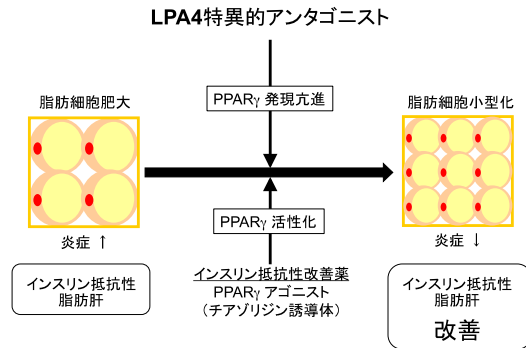 LPA4特異的アンタゴニスト
PPARγ 発現亢進
脂肪細胞肥大
脂肪細胞小型化
PPARγ 活性化
炎症 ↑
炎症 ↓
インスリン抵抗性
脂肪肝
インスリン抵抗性改善薬
PPARγ アゴニスト
(チアゾリジン誘導体)
インスリン抵抗性
脂肪肝
改善